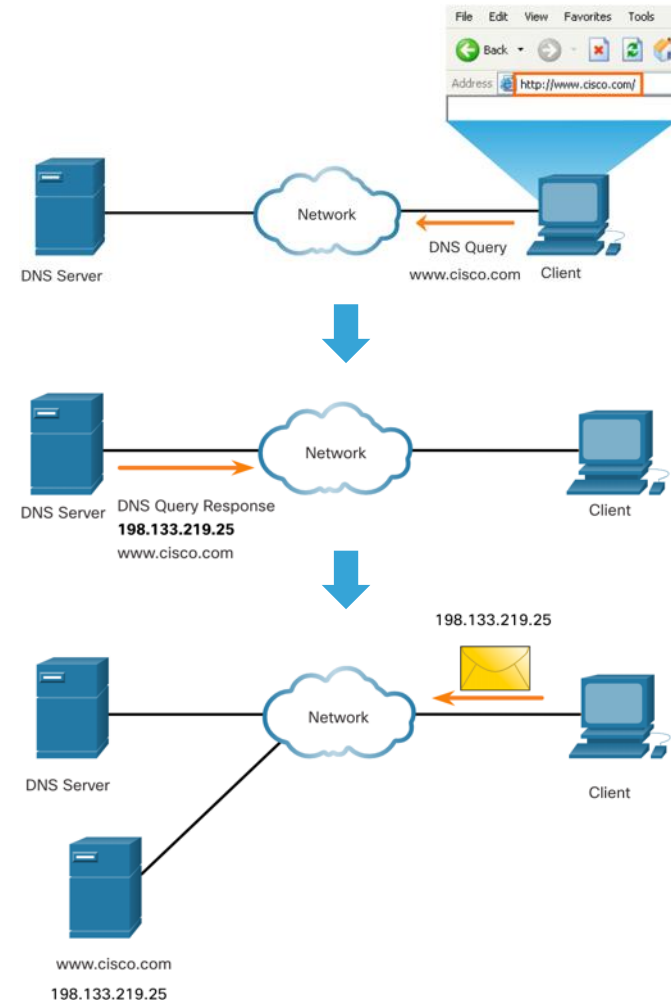 File Edit View Favorites Tools
Back
Address http://www.cisco.com/
Network
DNS Query
www.cisco.com
DNS Server
Client
Network
DNS Server
DNS Query Response
198.133.219.25
www.cisco.com
Client
198.133.219.25
Network
DNS Server
Client
www.cisco.com
198.133.219.25